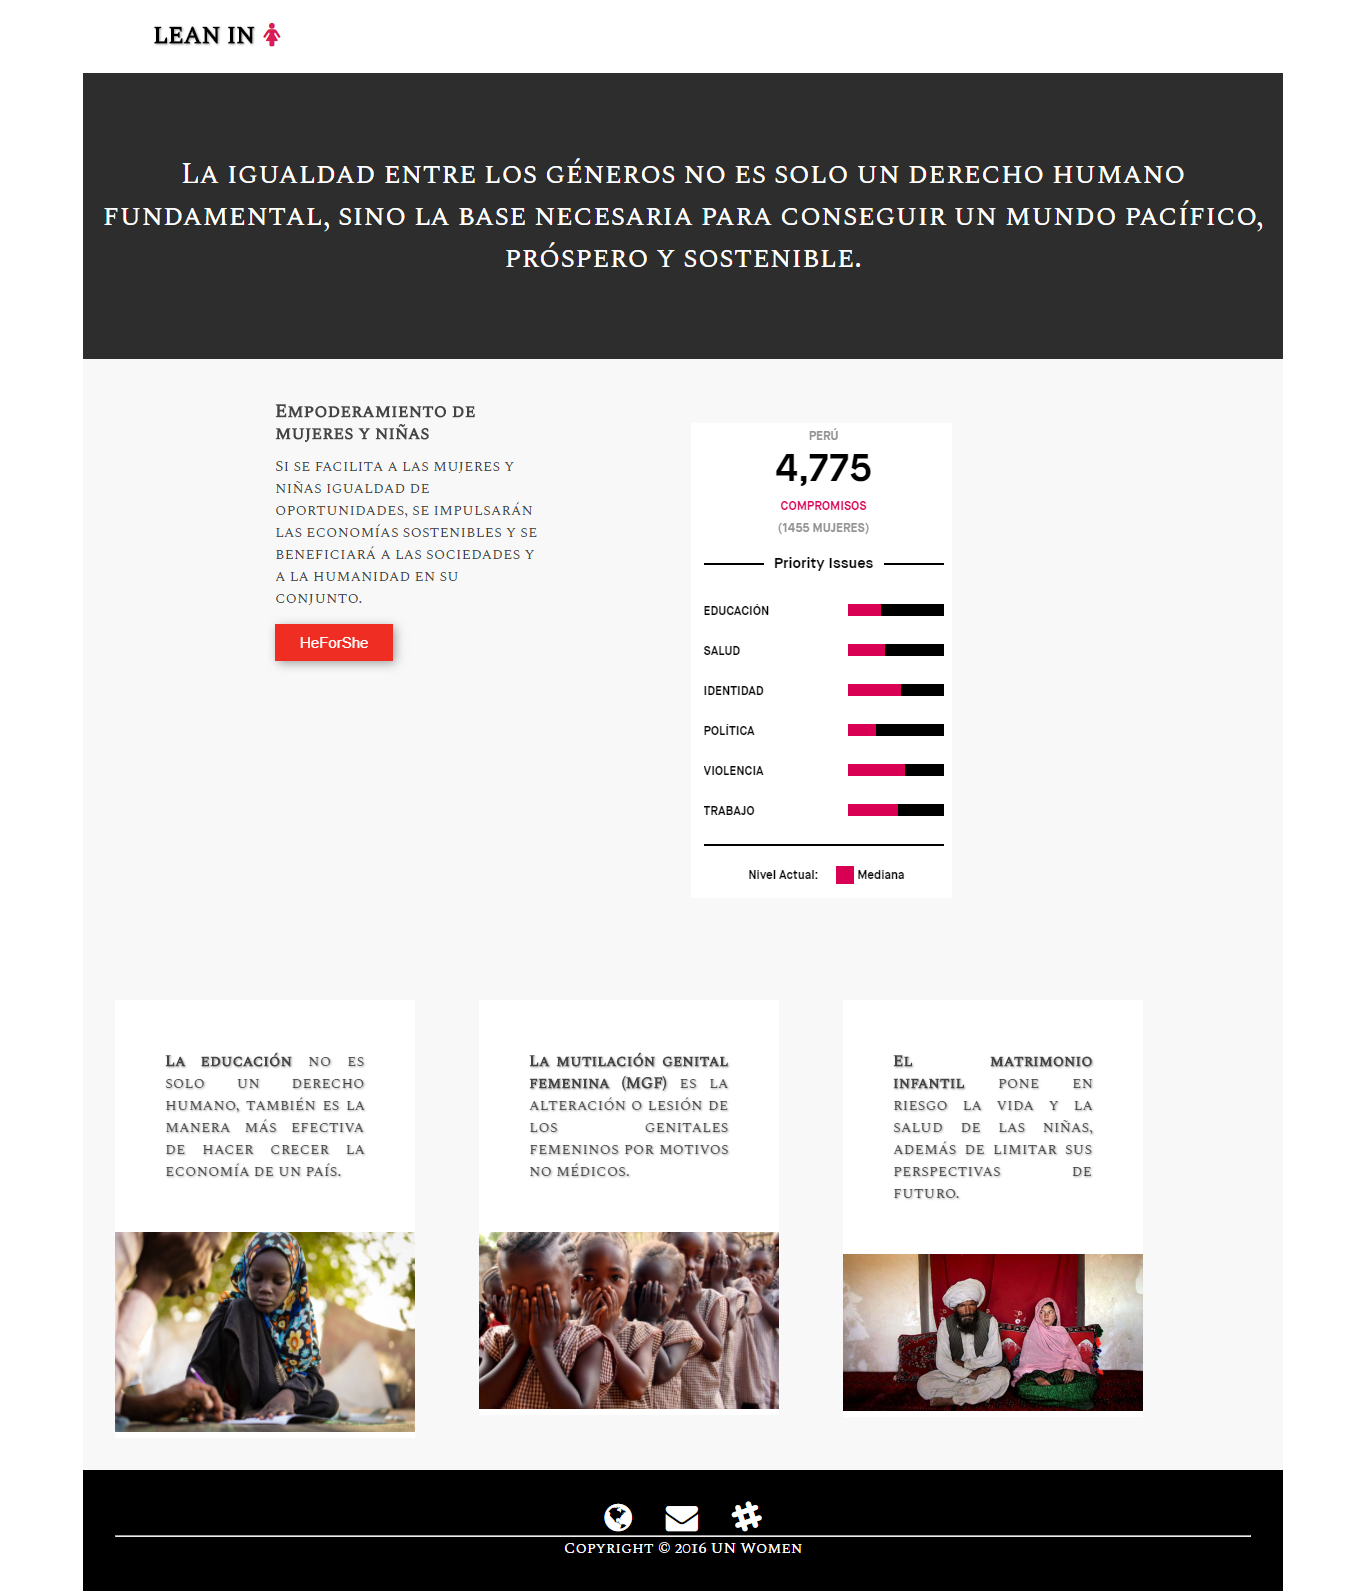 LEAN IN
La igualdad entre los géneros no es solo un derecho humano
fundamental, sino la base necesaria para conseguir un mundo pacífico,
próspero y sostenible.
Empoderamiento de
mujeres y niñas
Si se facilita a las mujeres y
niñas igualdad de
oportunidades, se impulsarán
las economías sostenibles y se
beneficiará a las sociedades y
a la humanidad en su
conjunto.
HeForShe
PERÚ
4,775
COMPROMISOS
(1455 MUJERES)
Priority Issues
EDUCACIÓN
SALUD
IDENTIDAD
POLÍTICA
VIOLENCIA
TRABAJO
Nivel Actual: Mediana
La educación no es
solo un derecho
humano, también es la
manera más efectiva
de hacer crecer la
economía de un país.
La mutilación genital
femenina (MGF) es la
alteración o lesión de
los genitales
femeninos por motivos
no médicos.
El matrimonio
infantil pone en
riesgo la vida y la
salud de las niñas,
además de limitar sus
perspectivas de
futuro.
Copyright © 2016 UN Women